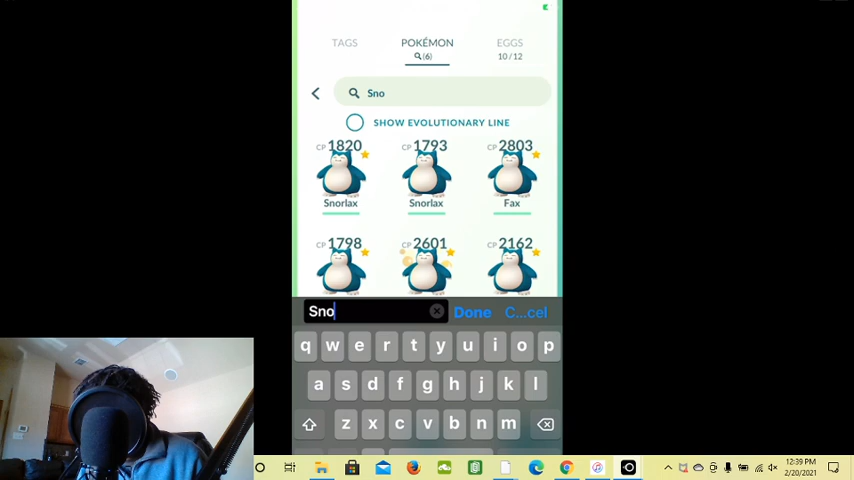 TAGS
POKÉMON
EGGS
(6)
10/12
Sno
SHOW EVOLUTIONARY LINE
CP 1820
CP 1793
CP 2803
Snorlax
Snorlax
Fax
CP 1798
CP 2601
CP 2162
Sno
Done
C...cel
q w e r t y u i o p
a s d f g h j k l
z x c v b n m
12:39 PM
2/20/2021